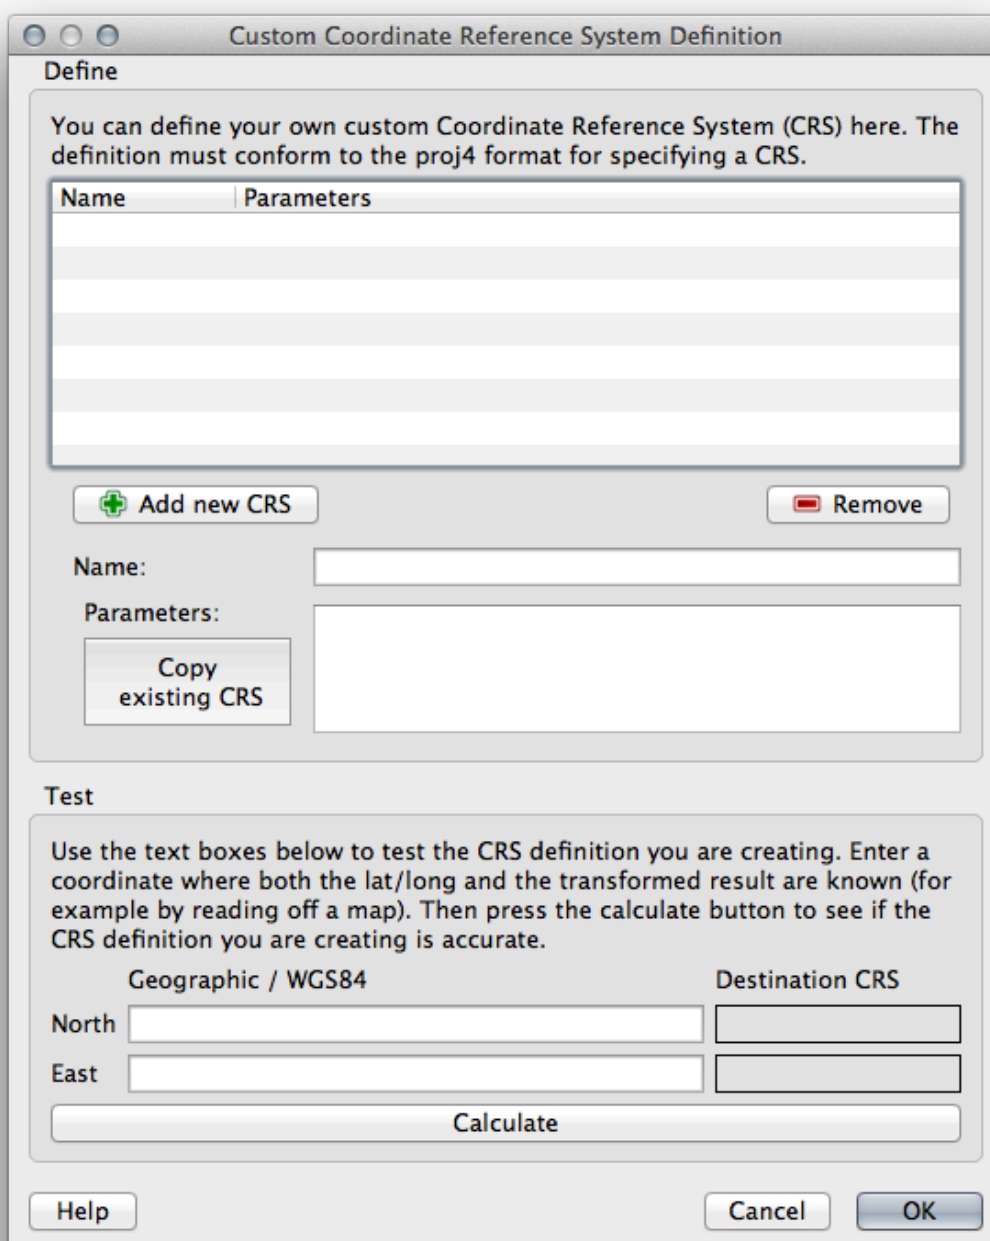 Custom Coordinate Reference System Definition
Define
You can define your own custom Coordinate Reference System (CRS) here. The
definition must conform to the proj4 format for specifying a CRS.
Name Parameters
Add new CRS Remove
Name:
Parameters:
Copy
existing CRS
Test
Use the text boxes below to test the CRS definition you are creating. Enter a
coordinate where both the lat/long and the transformed result are known (for
example by reading off a map). Then press the calculate button to see if the
CRS definition you are creating is accurate.
Geographic / WGS84 Destination CRS
North
East
Calculate
Help Cancel OK